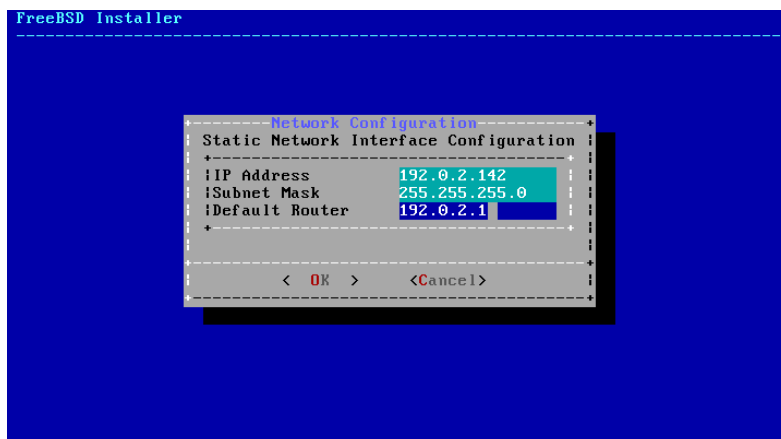 FreeBSD Installer
Network Configuration
Static Network Interface Configuration
IP Address 192.0.2.142
Subnet Mask 255.255.255.0
Default Router 192.0.2.1
< OK > <Cancel>